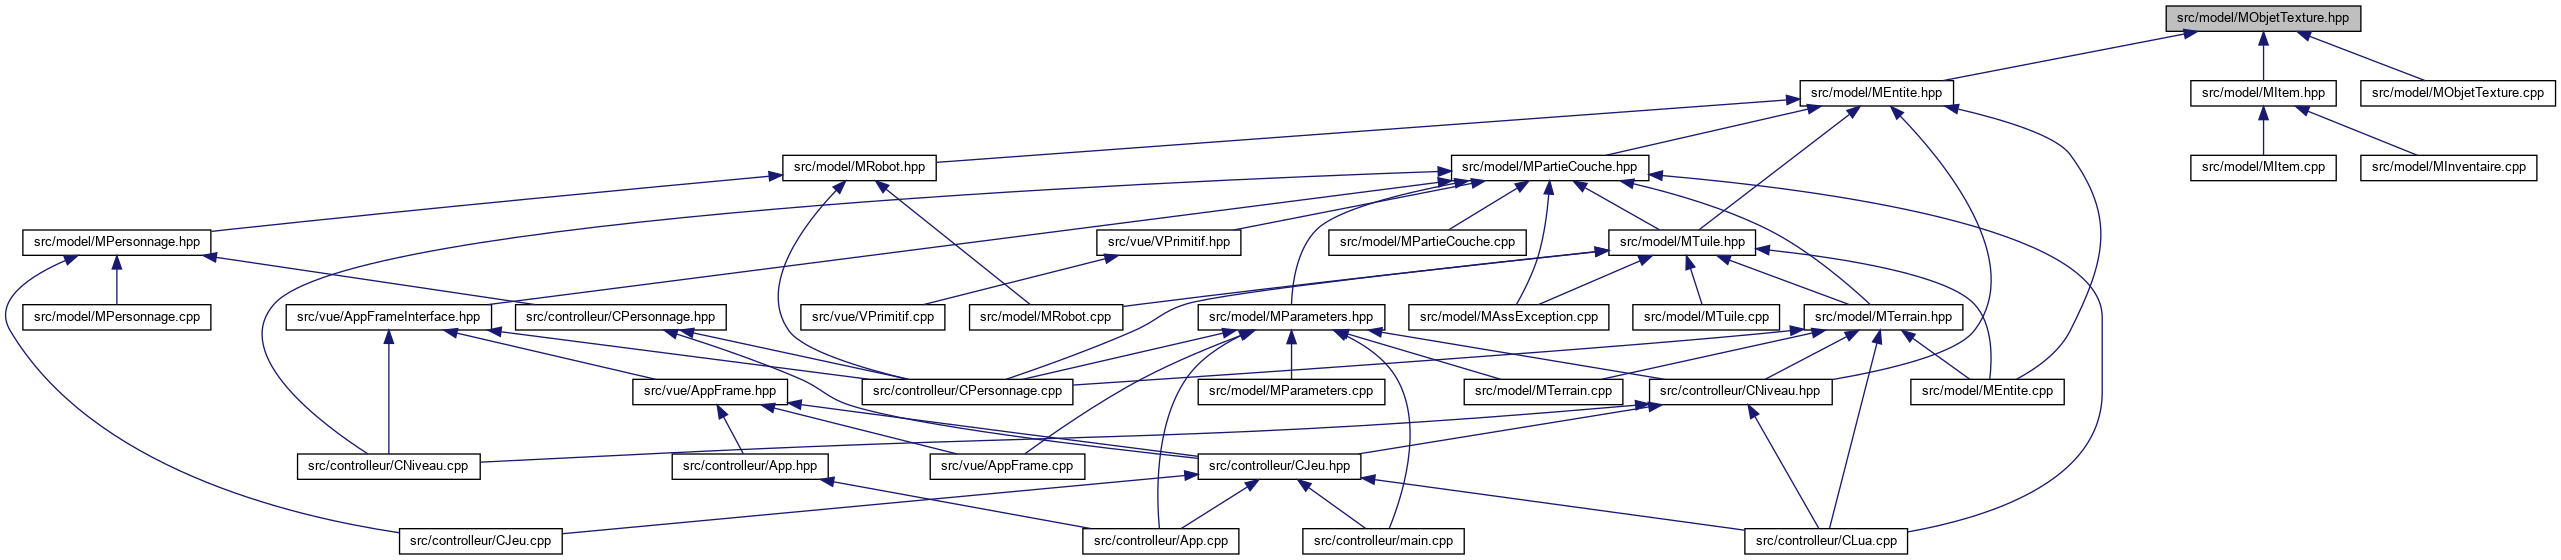 src/model/MObjetTexture.hpp
src/model/MEntite.hpp
src/model/MItem.hpp
src/model/MObjetTexture.cpp
src/model/MRobot.hpp
src/model/MPartieCouche.hpp
src/model/MItem.cpp
src/model/MInventaire.cpp
src/model/MPersonnage.hpp
src/vue/VPrimitif.hpp
src/model/MPartieCouche.cpp
src/model/MTuile.hpp
src/model/MPersonnage.cpp
src/vue/AppFrameInterface.hpp
src/controlleur/CPersonnage.hpp
src/vue/VPrimitif.cpp
src/model/MRobot.cpp
src/model/MParameters.hpp
src/model/MAssException.cpp
src/model/MTuile.cpp
src/model/MTerrain.hpp
src/vue/AppFrame.hpp
src/controlleur/CPersonnage.cpp
src/model/MParameters.cpp
src/model/MTerrain.cpp
src/controlleur/CNiveau.hpp
src/model/MEntite.cpp
src/controlleur/CNiveau.cpp
src/controlleur/App.hpp
src/vue/AppFrame.cpp
src/controlleur/CJeu.hpp
src/controlleur/CJeu.cpp
src/controlleur/App.cpp
src/controlleur/main.cpp
src/controlleur/CLua.cpp